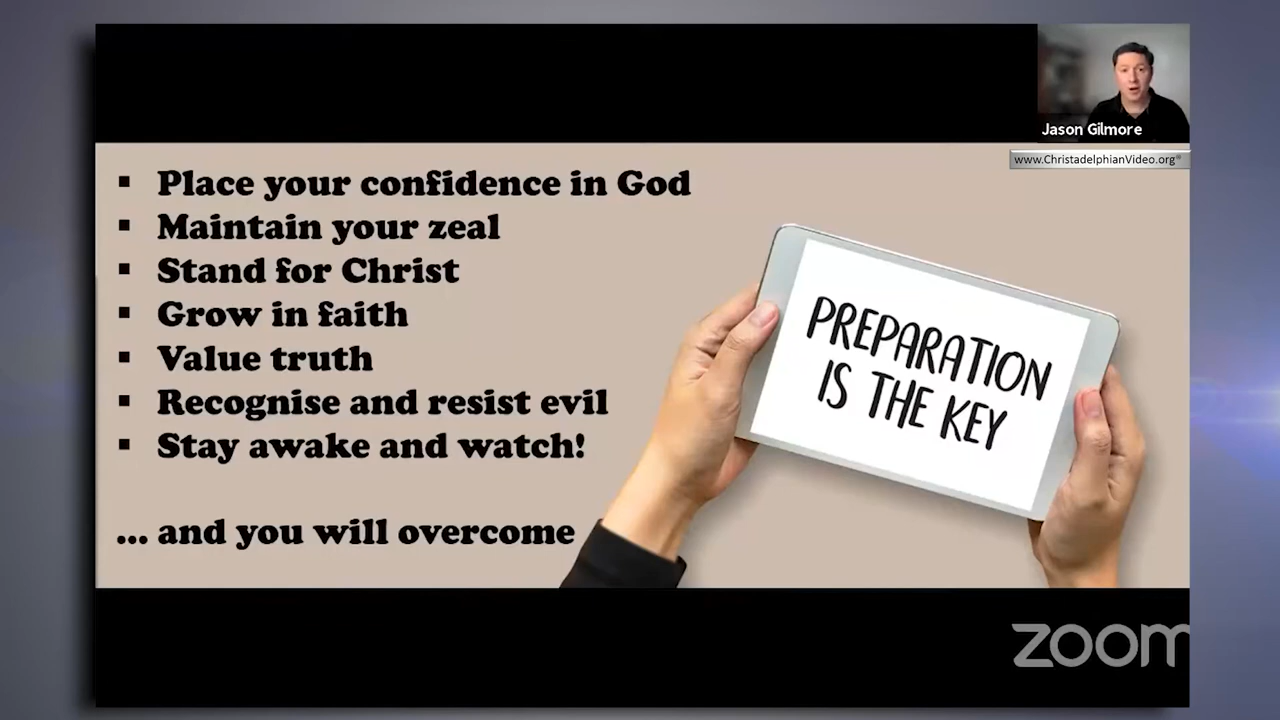 Jason Gilmore
www.ChristadelphianVideo.org®
▪ Place your confidence in God
▪ Maintain your zeal
▪ Stand for Christ
▪ Grow in faith
▪ Value truth
▪ Recognise and resist evil
▪ Stay awake and watch!
... and you will overcome
PREPARATION
IS THE KEY
zoom